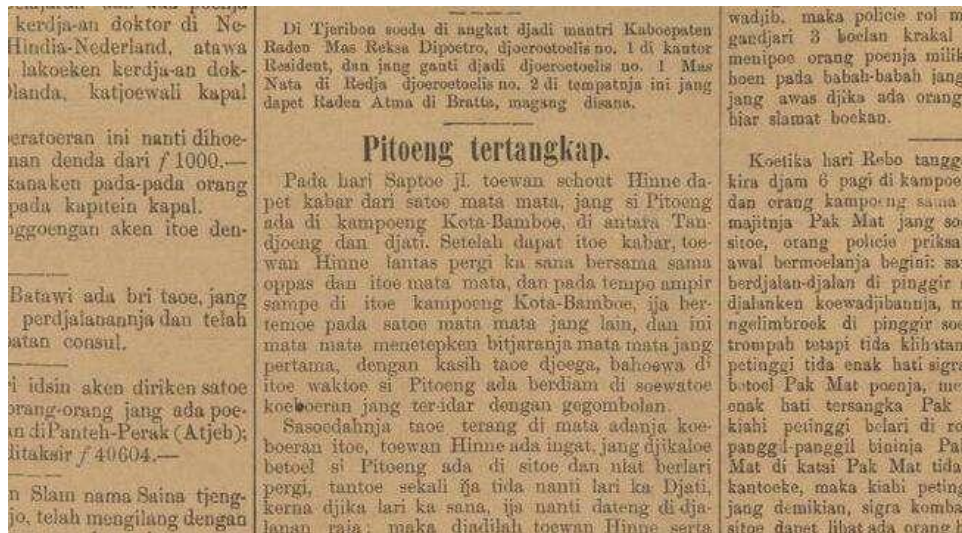 kerdja-an doktor di Ne-
Hindia-Nederland, atawa
lakoeken kerdja-an dok-
landa, katjoewali kapal
eratoeran ini nanti dihoe-
nan denda dari ƒ 1000.—
kanaken pada-pada orang
pada kapitein kapal.
nggoengan aken itoe den-
Batawi ada bri taoe, jang
perdjalanannja dan telah
atan consul.
i idsin aken diriken satoe
orang-orang jang ada poe-
n di Panteh-Perak (Atjeh);
ditaksir ƒ 40604.—
n Slam nama Saina tjeng-
jo, telah mengilang dengan
Di Tjeribon soeda di angkat djadi mantri Kaboepaten
Raden Mas Reksa Dipoetro, djoeroetoelis no. 1 di kantor
Resident, dan jang ganti djadi djoeroetoelis no. 1 Mas
Nata di Redja djoeroetoelis no. 2 di tempatnja ini jang
dapet Raden Atma di Bratta, magang disana.
Pitoeng tertangkap.
Pada hari Saptoe jl. toewan schout Hinne da-
pet kabar dari satoe mata mata, jang si Pitoeng
ada di kampoeng Kota-Bamboe, di antara Tan-
djoeng dan djati. Setelah dapat itoe kabar, toe-
wan Hinne lantas pergi ka sana bersama sama
oppas dan itoe mata mata, dan pada tempo ampir
sampe di itoe kampoeng Kota-Bamboe, ija ber-
temoe pada satoe mata mata jang lain, dan ini
mata mata menetepken bitjaranja mata mata jang
pertama, dengan kasih taoe djoega, bahoewa di
itoe waktoe si Pitoeng ada berdiam di soewatoe
koeboeran jang ter-idar dengan gegombolan.
Sasoedahnja taoe terang di mata adanja koe-
boeran itoe, toewan Hinne ada ingat, jang djikaloe
betoel si Pitoeng ada di sitoe dan niat berlari
pergi, tantoe sekali ija tida nanti lari ka Djati,
kerna djika lari ka sana, ija nanti dateng di dja-
lanan raja; maka djadilah toewan Hinne serta
wadjib. maka policie rol m
gandjari 3 boelan krakal
menipoe orang poenja milik
hoen pada babah-babah jang
jang awas djika ada orang
biar slamat boekan.
Koetika hari Rebo tangg
kira djam 6 pagi di kampoe
dan orang kampoeng sama
majitnja Pak Mat jang so
sitoe, orang policie priksa
awal bermoelanja begini: sa
berdjalan-djalan di pinggir
djalanken koewadjibannja, m
ngelimbroek di pinggir soe
trompah tetapi tida klihatan
petinggi tida enak hati sigra
betoel Pak Mat poenja, me
enak hati tersangka Pak
kiahi petinggi belari di ro
panggil-panggil bininja Pa
Mat di katai Pak Mat tida
kantoeke, maka kiahi peting
jang demikian, sigra komba
sitoe dapet lihat ada orang b